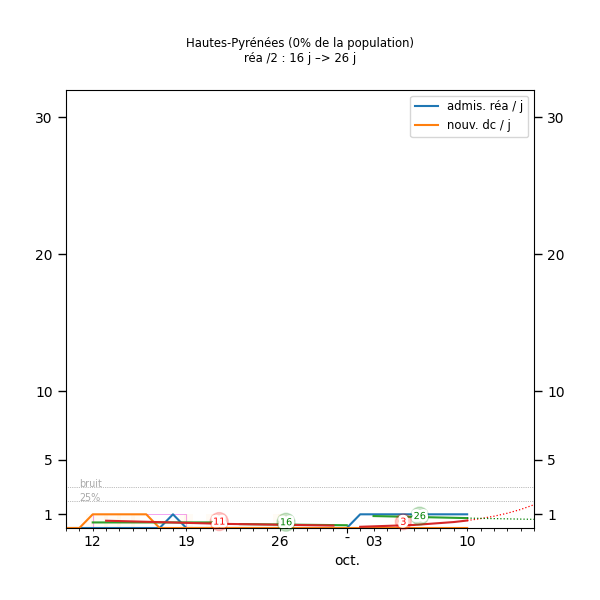 Hautes-Pyrénées (0% de la population)
réa /2 : 16 j –> 26 j
admis. réa / j
nouv. dc / j
30 30
20 20
10 10
5 5
bruit
25%
1 1
11 16 3 26
12 19 26 - 03 10
oct.